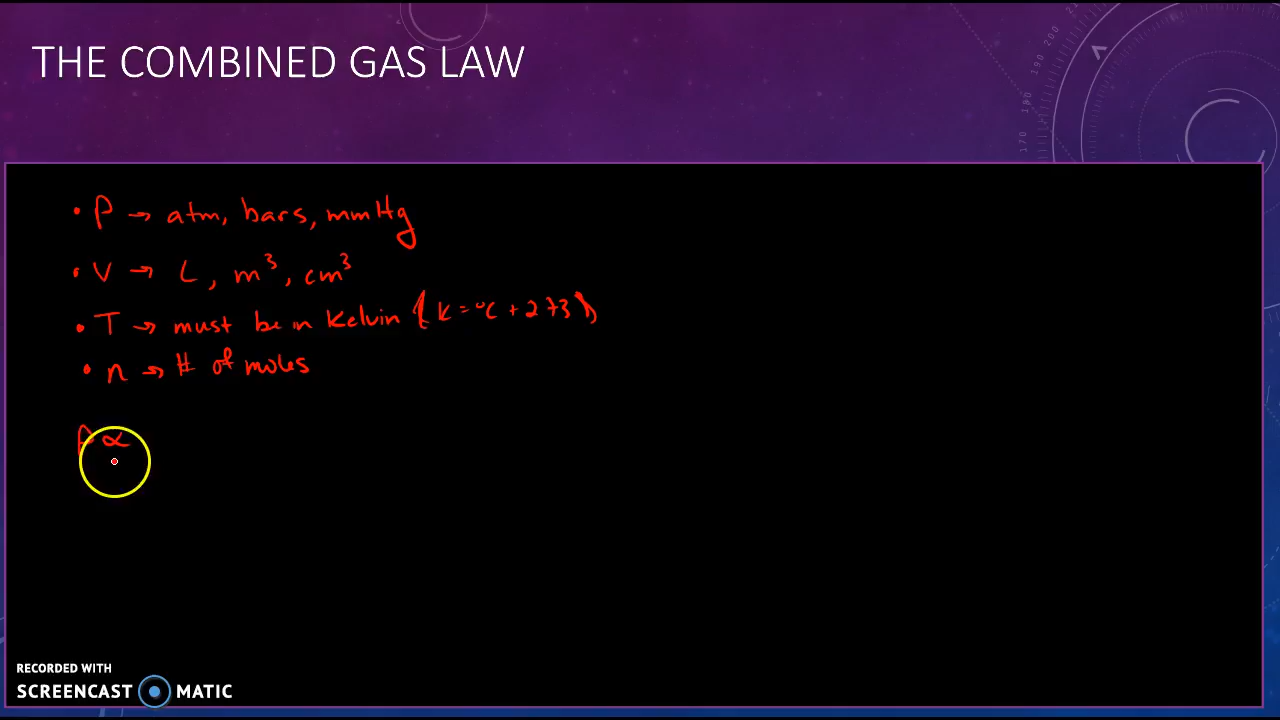 THE COMBINED GAS LAW
• P → atm, bars, mmHg
• V → L, m³, cm³
• T → must be in Kelvin (K = °C + 273)
• n → # of moles
P ∝
RECORDED WITH
SCREENCAST MATIC